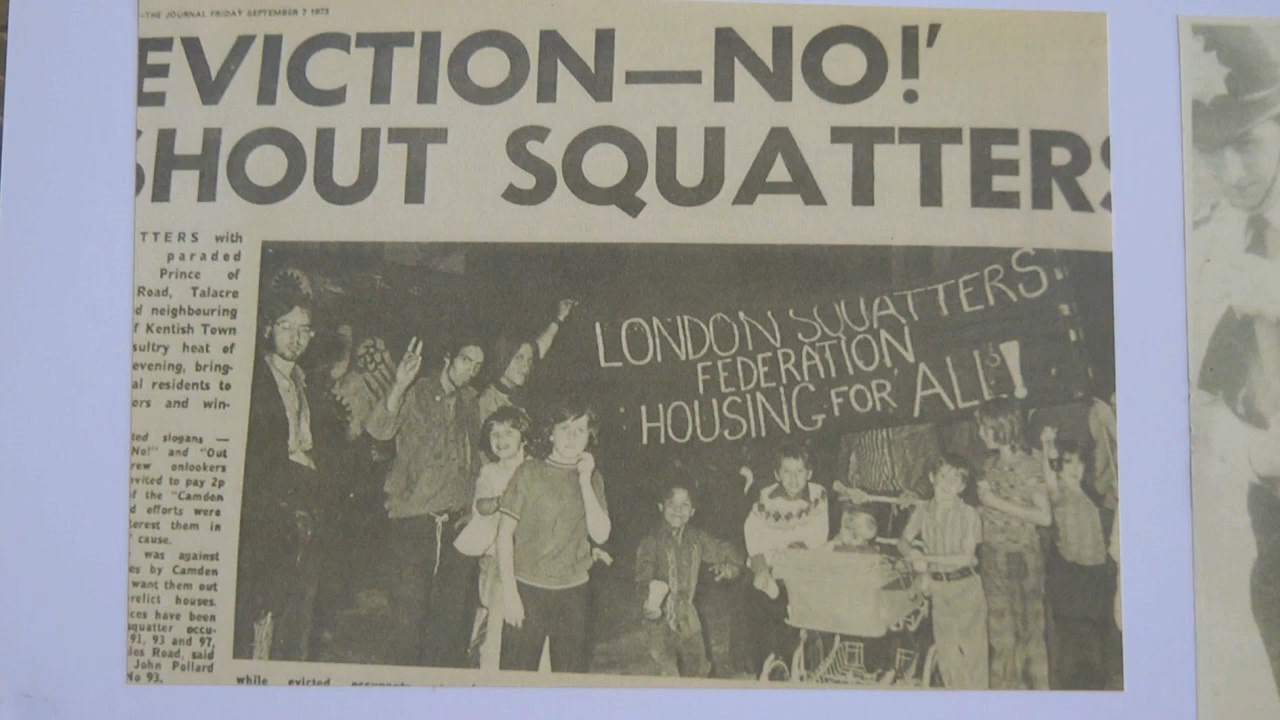 —THE JOURNAL FRIDAY SEPTEMBER 7 1973
EVICTION—NO!'
SHOUT SQUATTERS
TTERS with
paraded
Prince of
Road, Talacre
d neighbouring
f Kentish Town
sultry heat of
evening, bring-
al residents to
ors and win-
ted slogans —
No!" and "Out
rew onlookers
nvited to pay 2p
of the "Camden
d efforts were
terest them in
' cause.
was against
es by Camden
want them out
relict houses.
ces have been
squatter occu-
91, 93 and 97,
les Road, said
John Pollard
No 93.
LONDON SQUATTERS
FEDERATION
HOUSING FOR ALL!
while evicted occupants